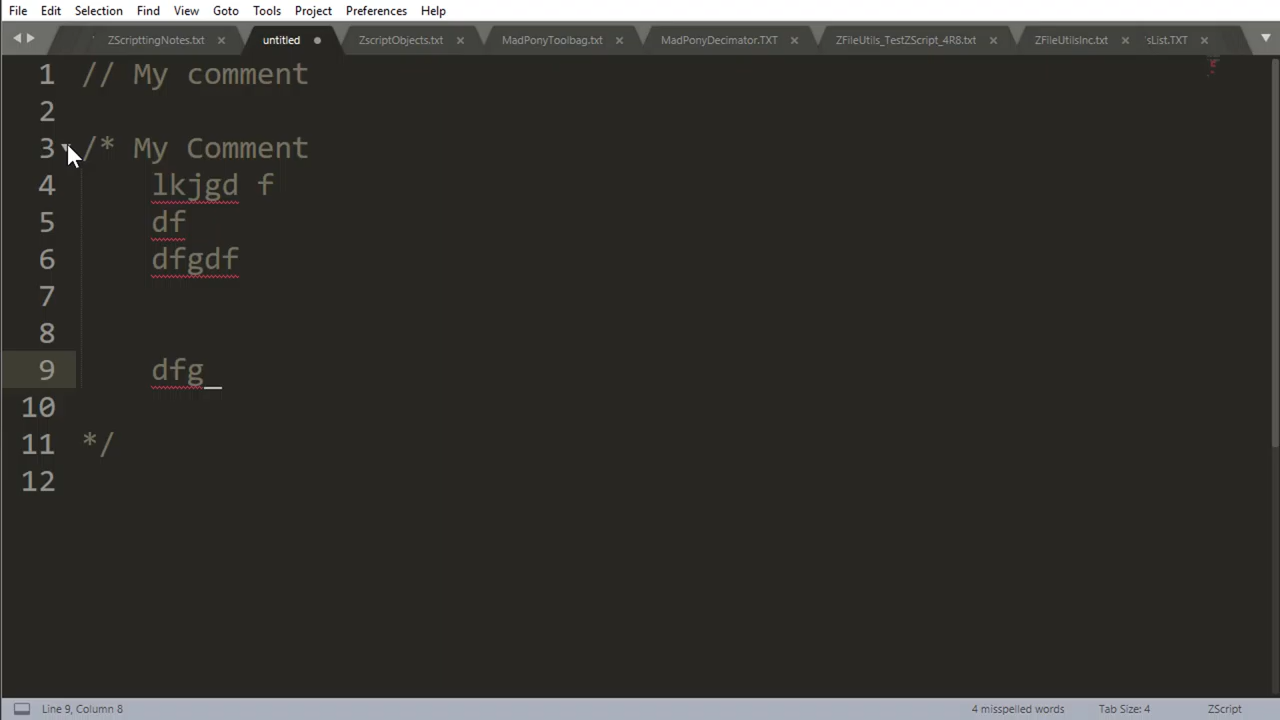 File Edit Selection Find View Goto Tools Project Preferences Help
ZScripttingNotes.txt untitled ZscriptObjects.txt MadPonyToolbag.txt MadPonyDecimator.TXT ZFileUtils_TestZScript_4R8.txt ZFileUtilsInc.txt 'sList.TXT
1 // My comment
2
3 /* My Comment
4 lkjgd f
5 df
6 dfgdf
7
8
9 dfg
10
11 */
12
Line 9, Column 8 4 misspelled words Tab Size: 4 ZScript